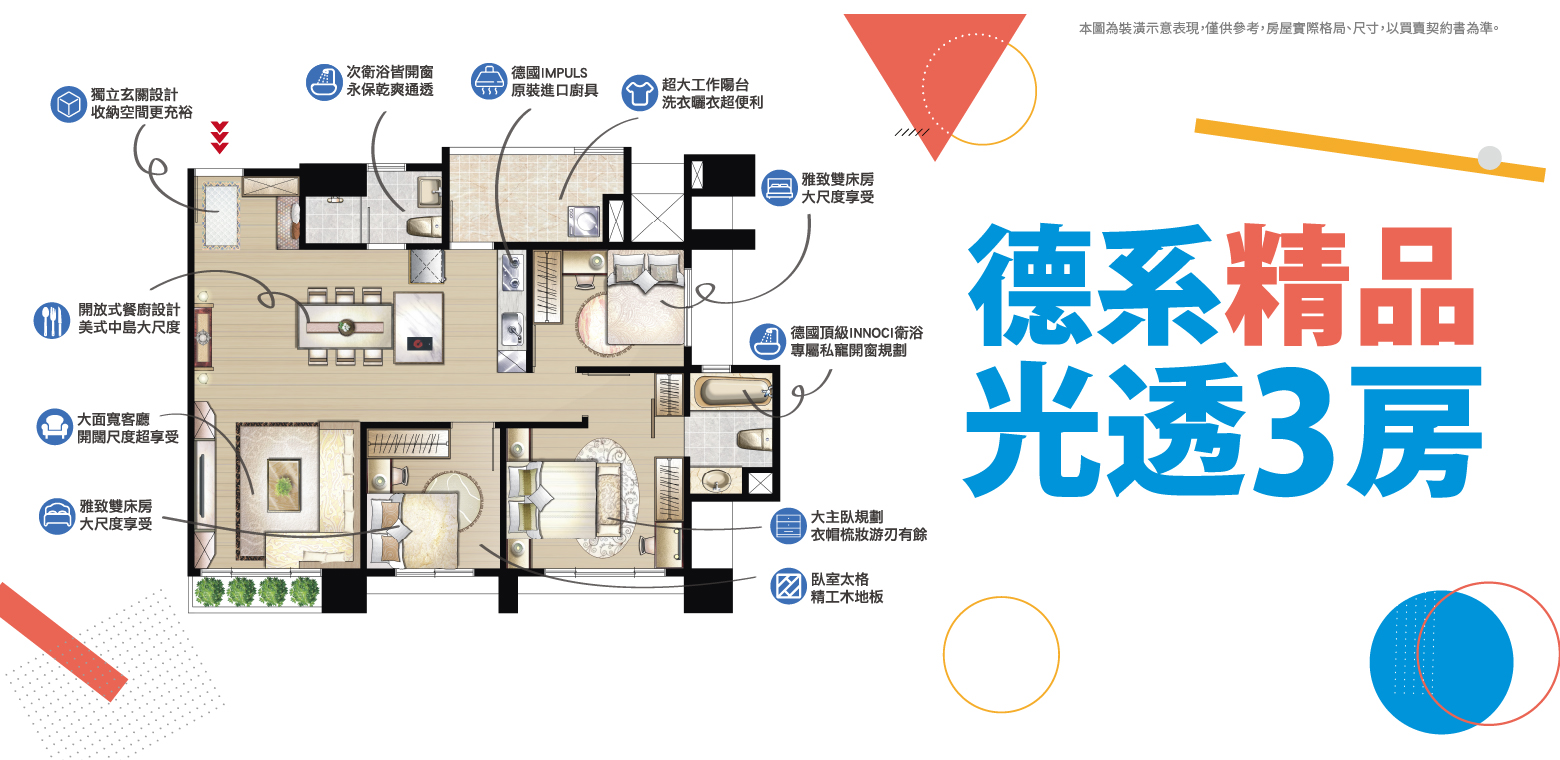 本圖為裝潢示意表現,僅供參考,房屋實際格局、尺寸,以買賣契約書為準。
獨立玄關設計
收納空間更充裕
次衛浴皆開窗
永保乾爽通透
德國IMPULS
原裝進口廚具
超大工作陽台
洗衣曬衣超便利
雅致雙床房
大尺度享受
開放式餐廚設計
美式中島大尺度
德國頂級INNOCI衛浴
專屬私寵開窗規劃
大面寬客廳
開闊尺度超享受
雅致雙床房
大尺度享受
大主臥規劃
衣帽梳妝游刃有餘
臥室太格
精工木地板
德系精品
光透3房